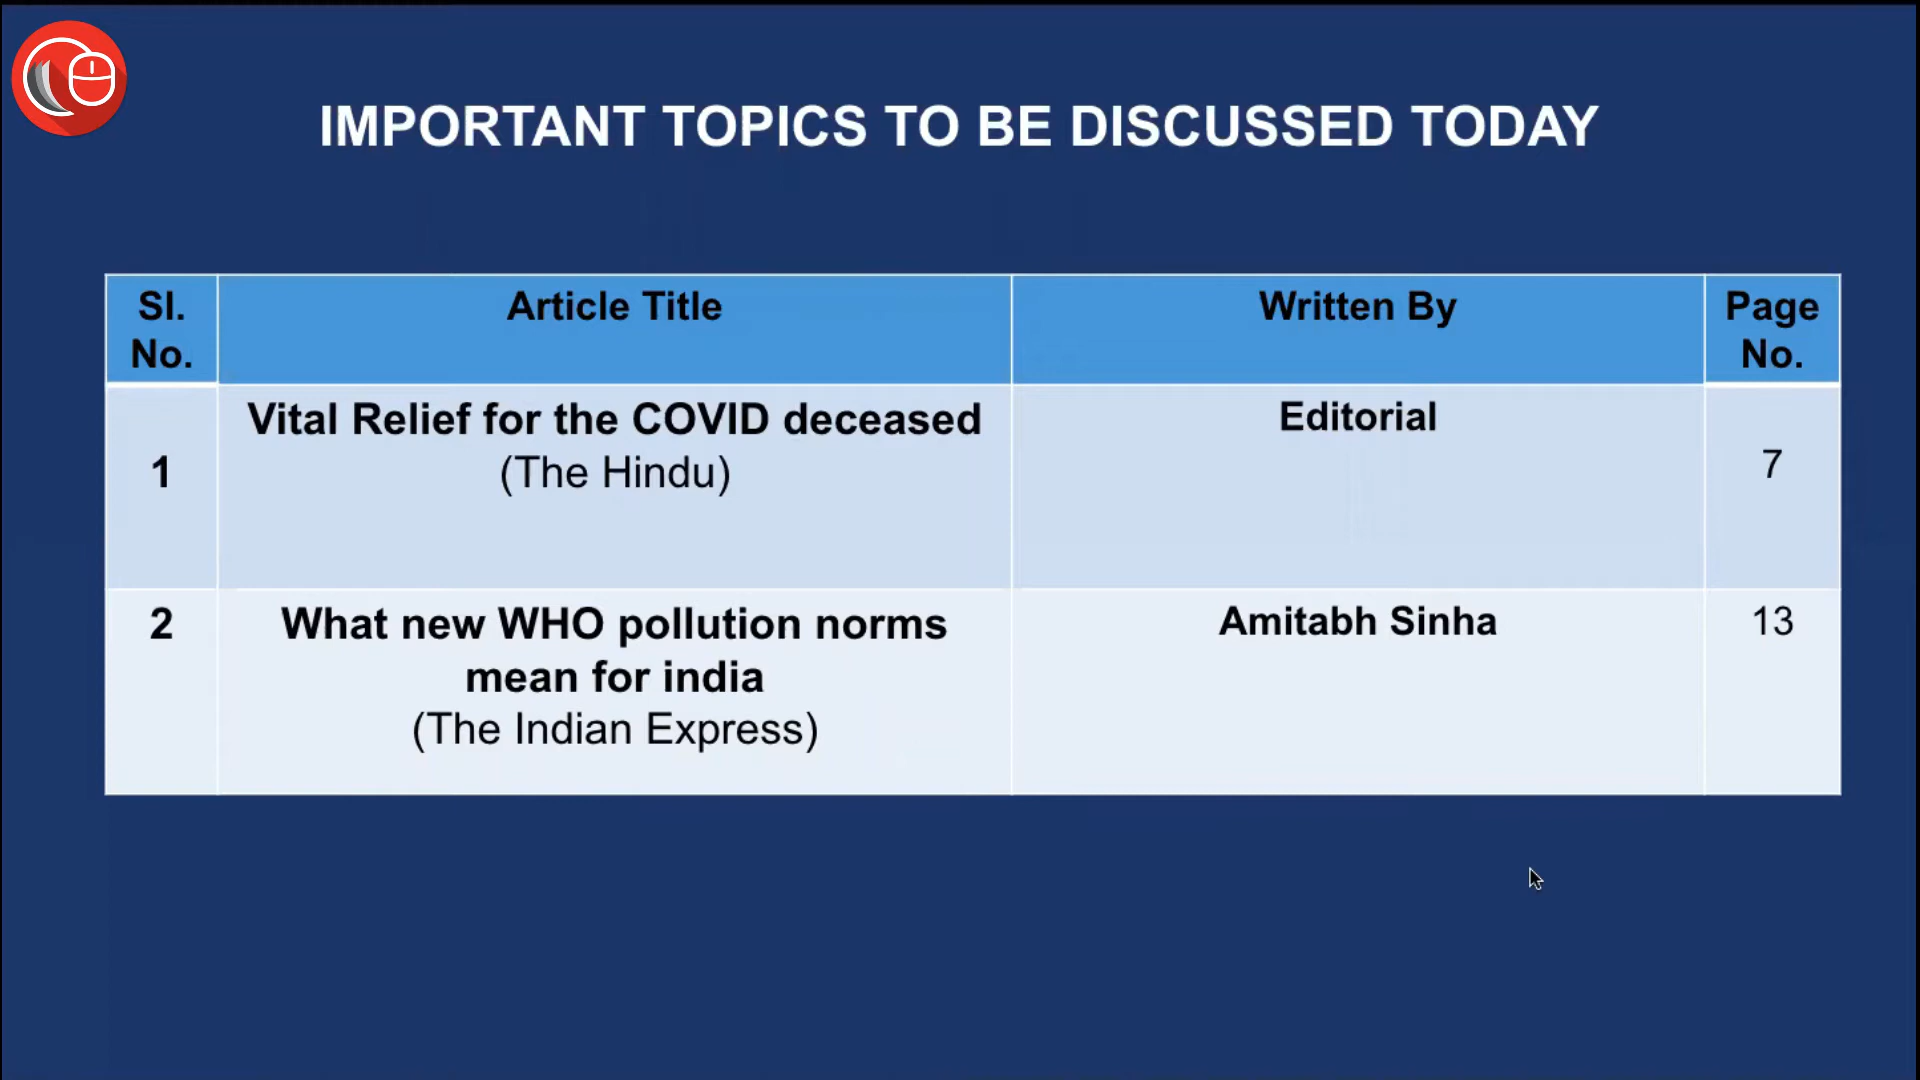 IMPORTANT TOPICS TO BE DISCUSSED TODAY
Sl. No.
Article Title
Written By
Page No.
1
Vital Relief for the COVID deceased
(The Hindu)
Editorial
7
2
What new WHO pollution norms
mean for india
(The Indian Express)
Amitabh Sinha
13